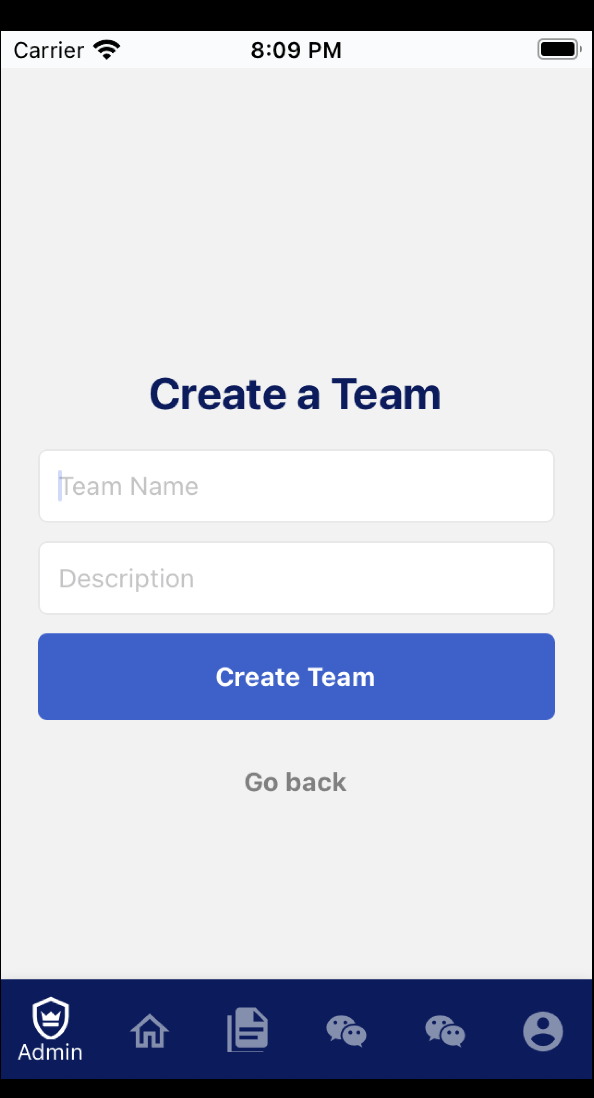 Carrier 8:09 PM
Create a Team
Team Name
Description
Create Team
Go back
Admin